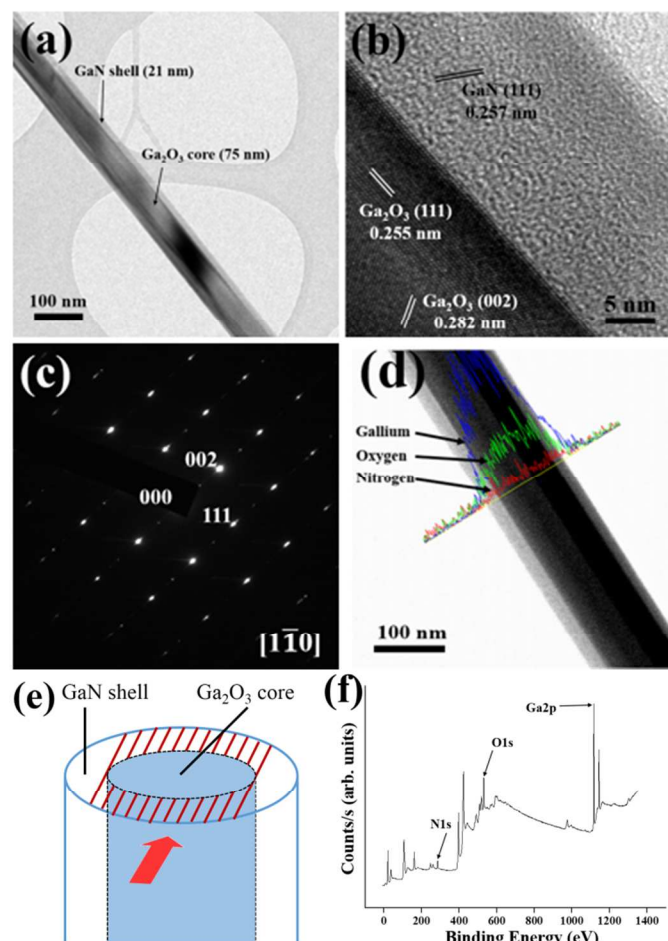 (a)
GaN shell (21 nm)
Ga₂O₃ core (75 nm)
100 nm
(b)
GaN (111)
0.257 nm
Ga₂O₃ (111)
0.255 nm
Ga₂O₃ (002)
0.282 nm
5 nm
(c)
002
000
111
[11̄0]
(d)
Gallium
Oxygen
Nitrogen
100 nm
(e)
GaN shell
Ga₂O₃ core
(f)
Counts/s (arb. units)
Ga2p
O1s
N1s
0 200 400 600 800 1000 1200 1400
Binding Energy (eV)